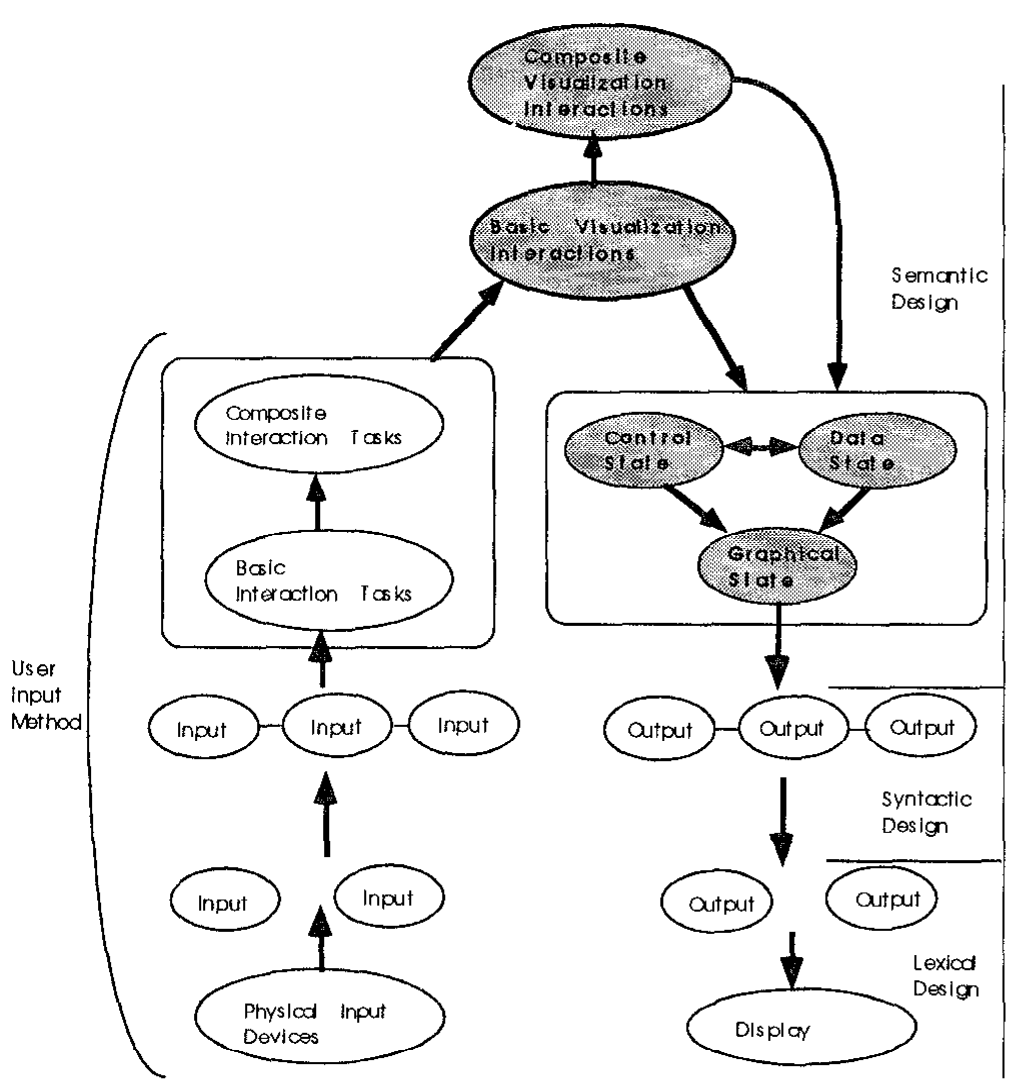 Composite
Visualization
Interactions
Basic Visualization
Interactions
Semantic
Design
Composite
Interaction Tasks
Control
State
Data
State
Basic
Interaction Tasks
Graphical
State
User
Input
Method
Input
Input
Input
Output
Output
Output
Syntactic
Design
Input
Input
Output
Output
Lexical
Design
Physical Input
Devices
Display